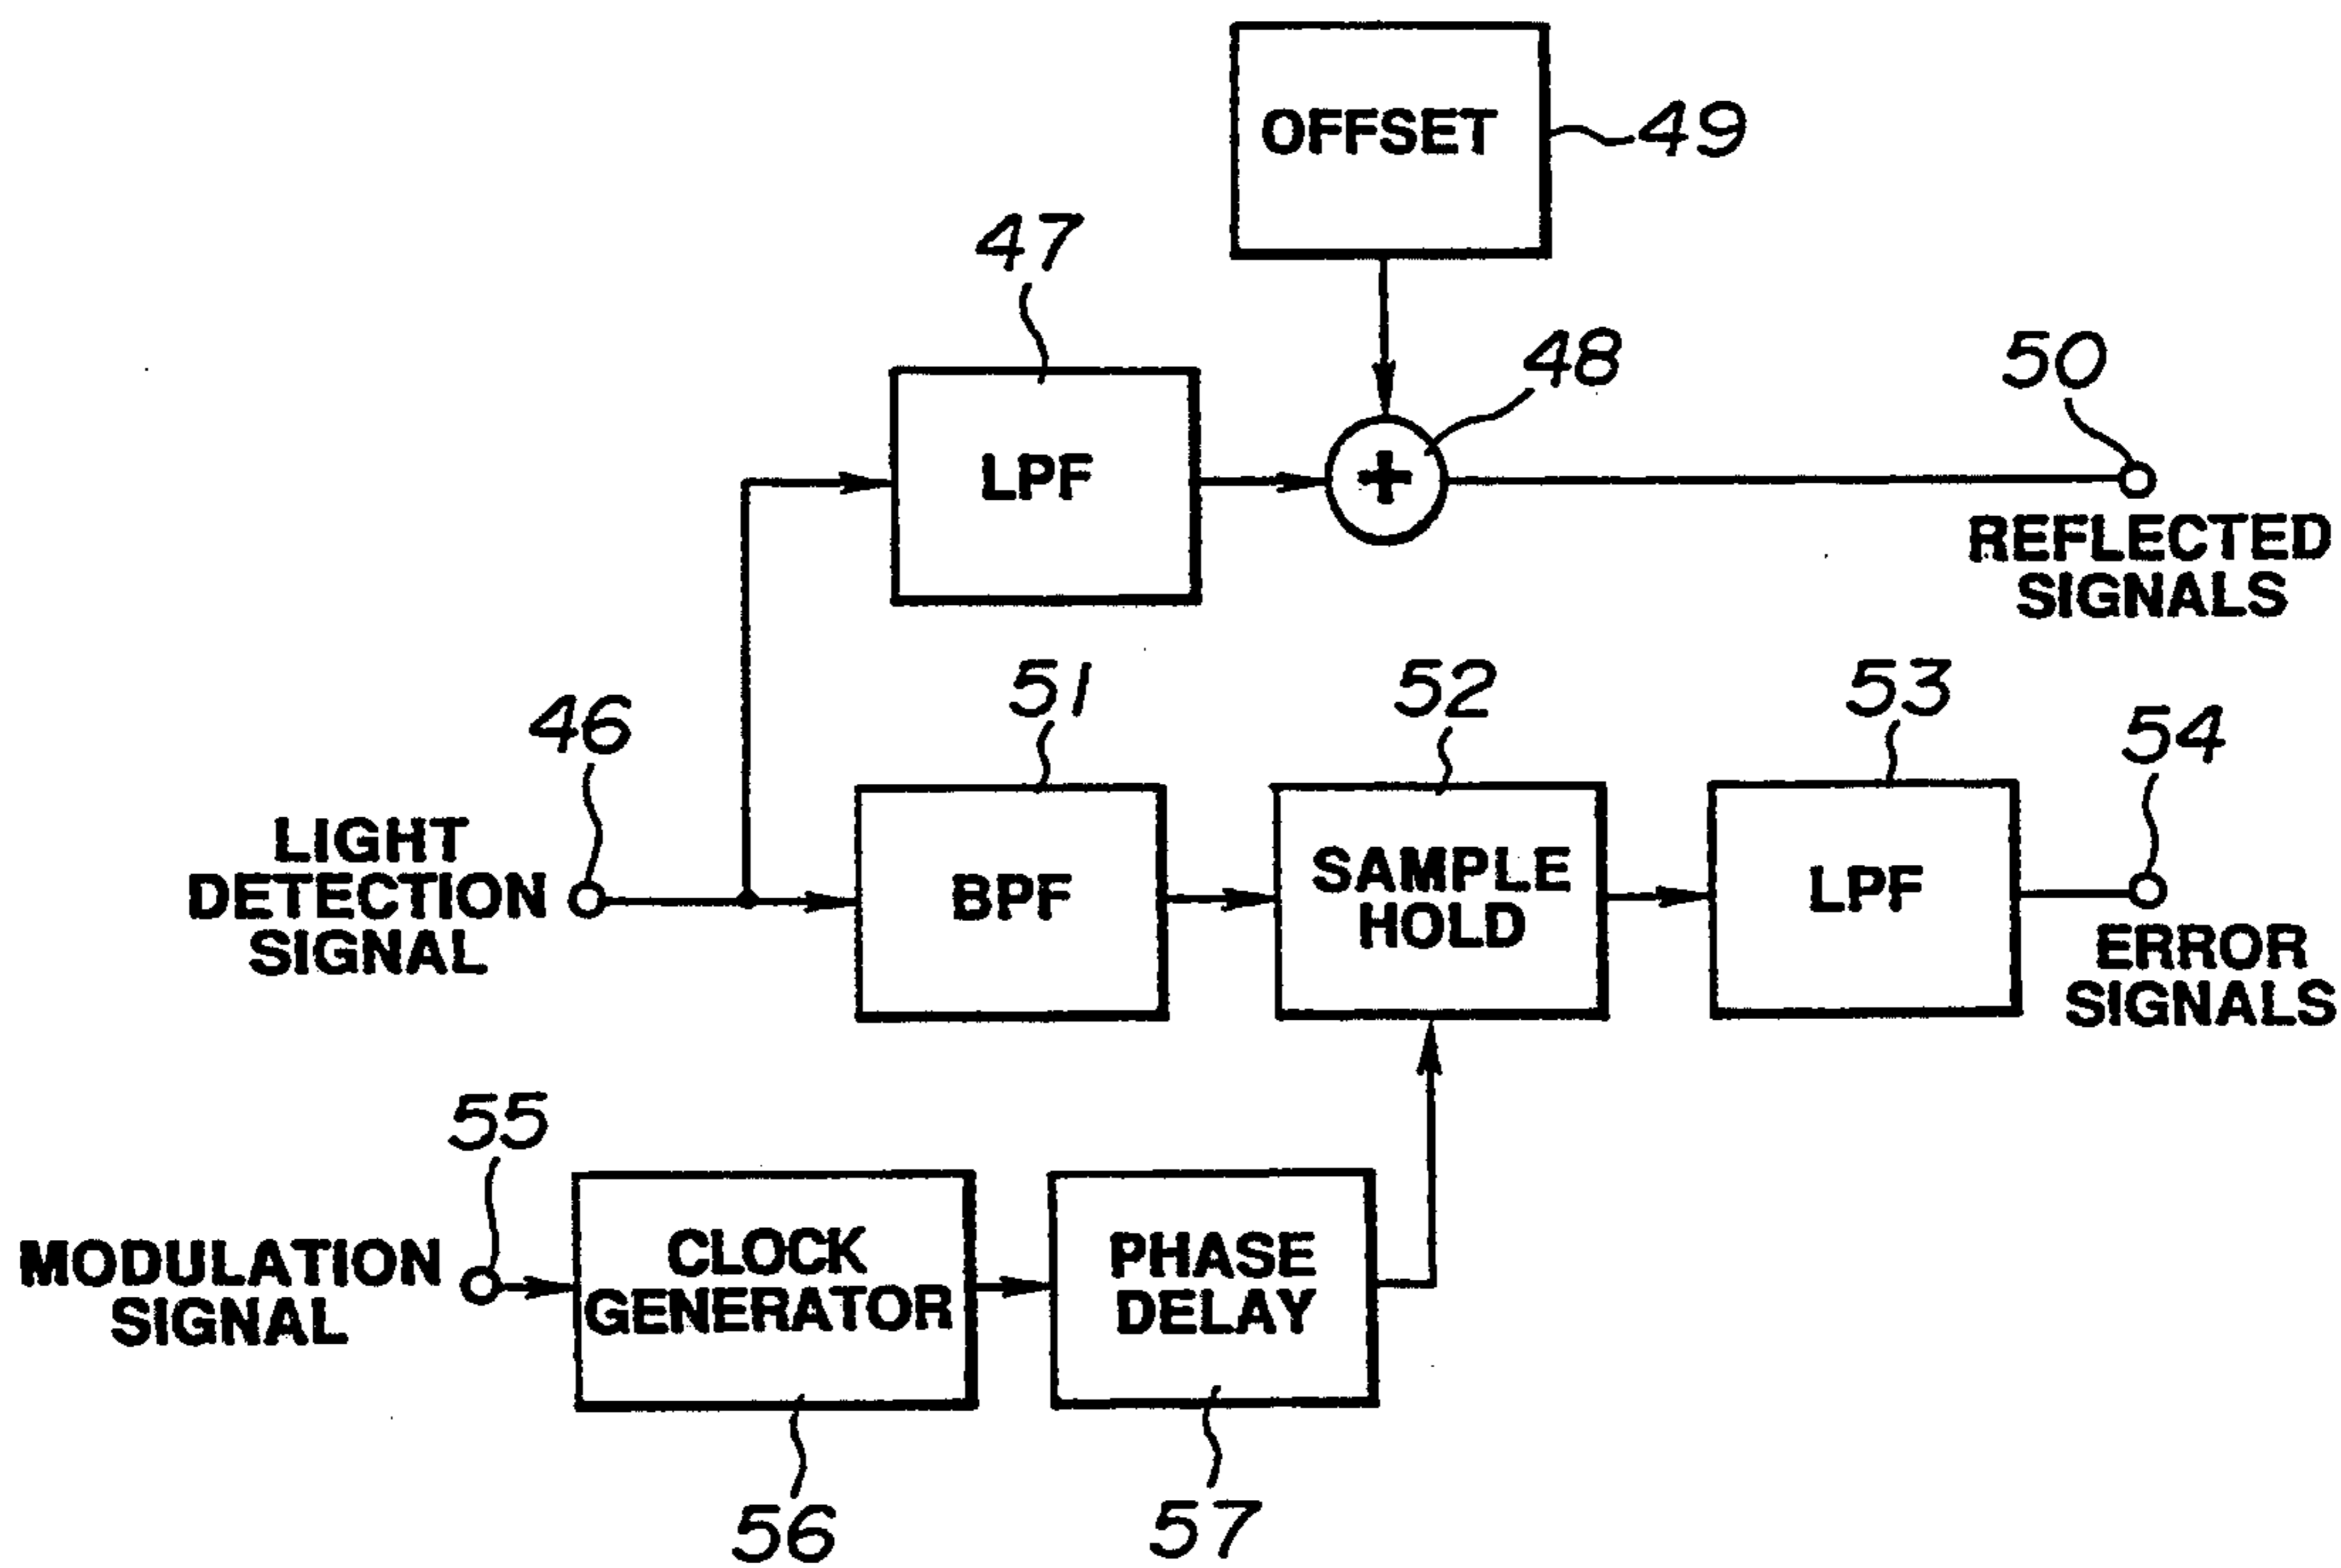 OFFSET
49
47
48
50
LPF
+
REFLECTED
SIGNALS
46
51
52
53
54
LIGHT
DETECTION
SIGNAL
BPF
SAMPLE
HOLD
LPF
ERROR
SIGNALS
55
MODULATION
SIGNAL
CLOCK
GENERATOR
PHASE
DELAY
56
57